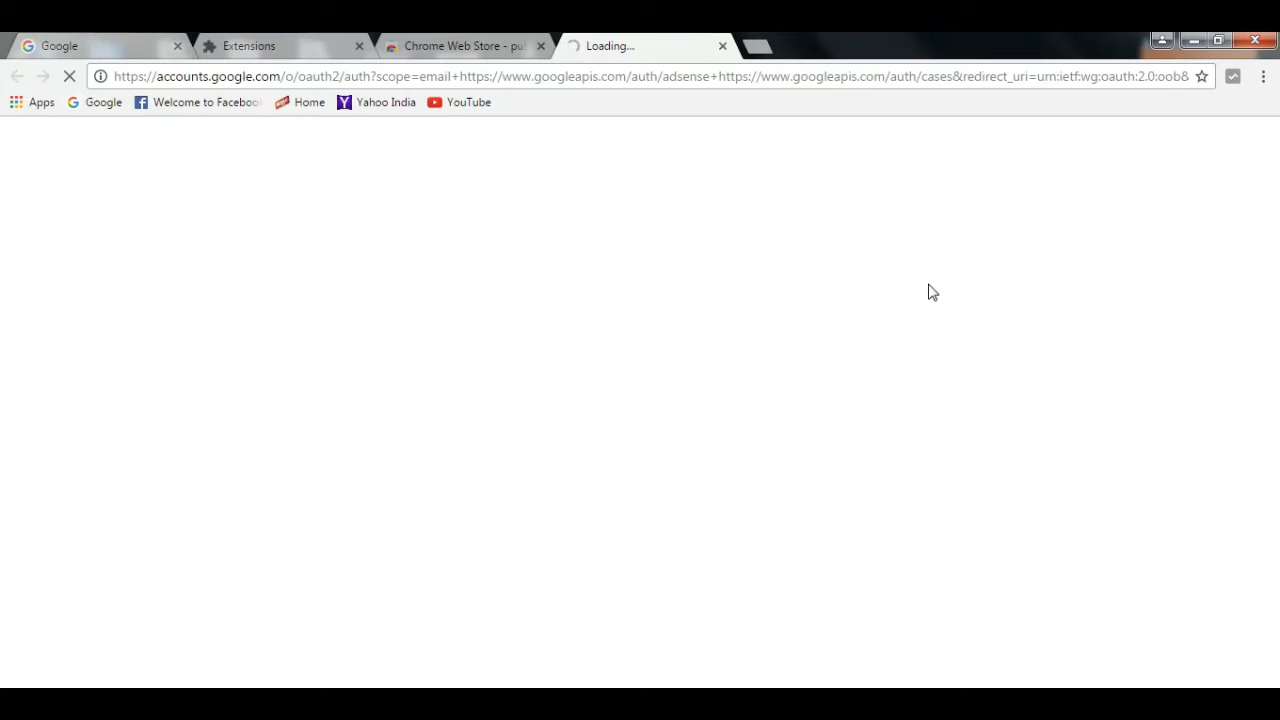 Google
Extensions
Chrome Web Store - pu
Loading...
https://accounts.google.com/o/oauth2/auth?scope=email+https://www.googleapis.com/auth/adsense+https://www.googleapis.com/auth/cases&redirect_uri=urn:ietf:wg:oauth:2.0:oob&
Apps
Google
Welcome to Faceboo
Home
Yahoo India
YouTube